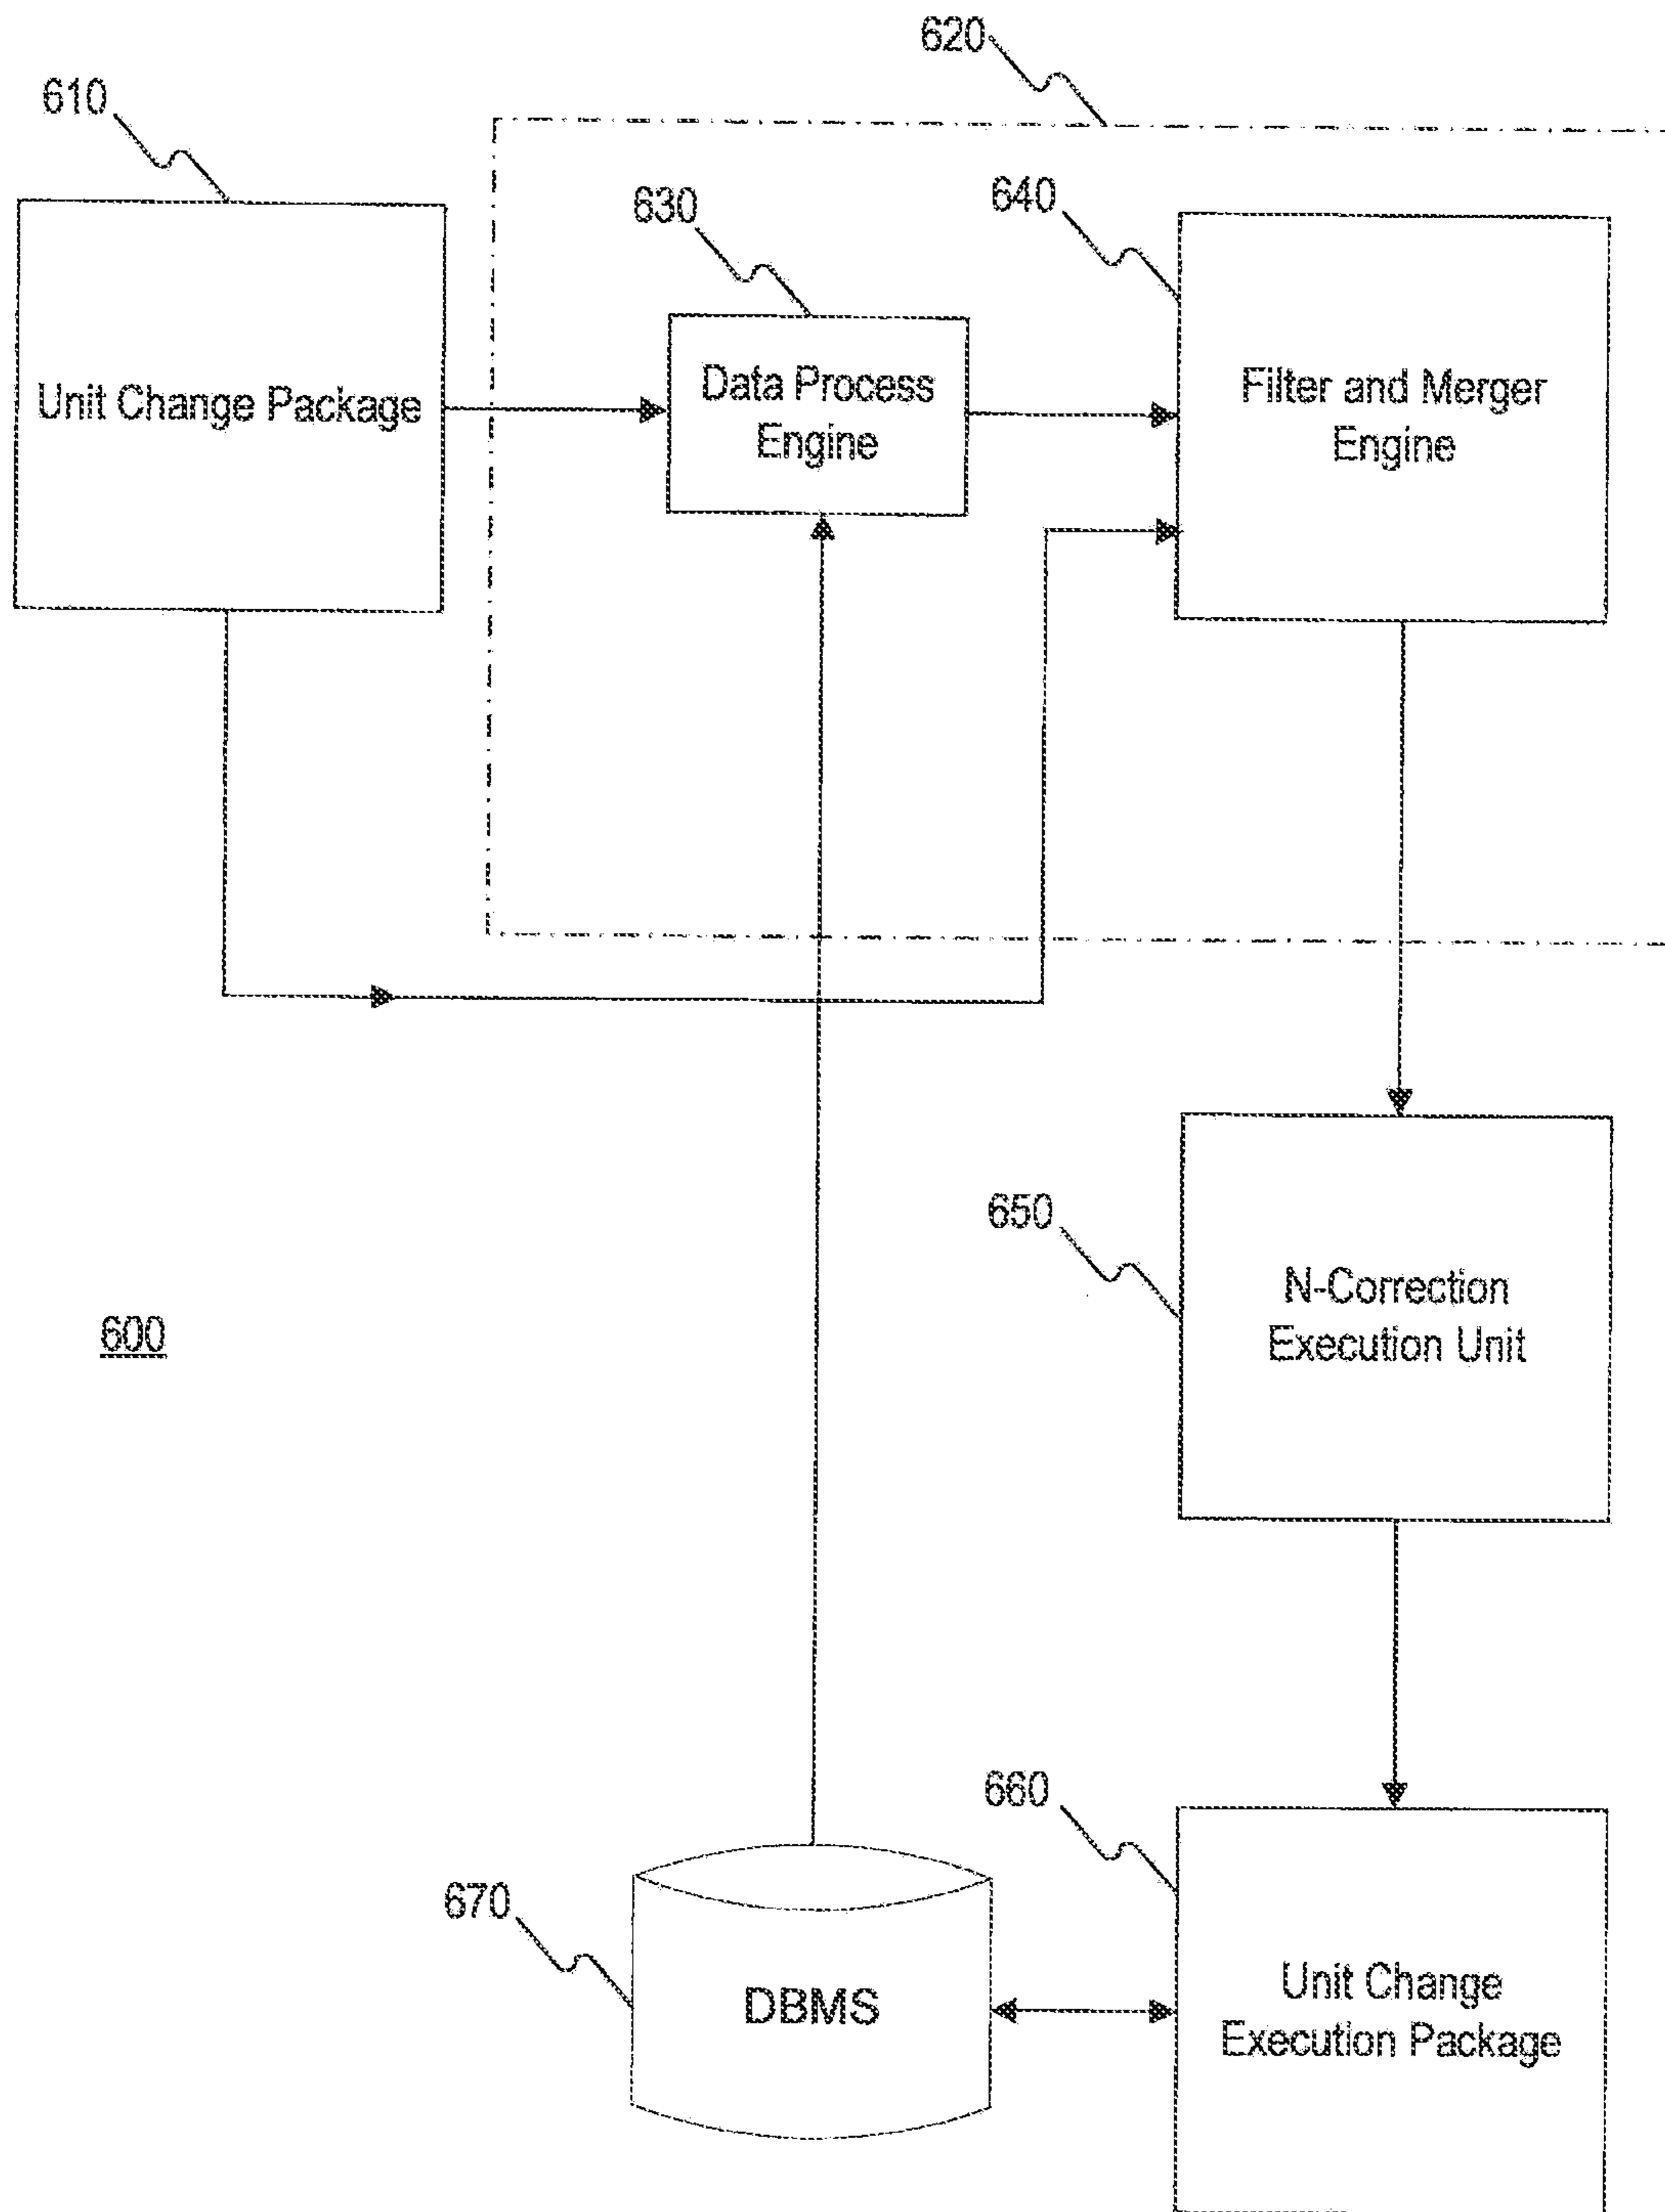 620
610
630
640
Unit Change Package
Data Process
Engine
Filter and Merger
Engine
650
N-Correction
Execution Unit
600
660
670
DBMS
Unit Change
Execution Package